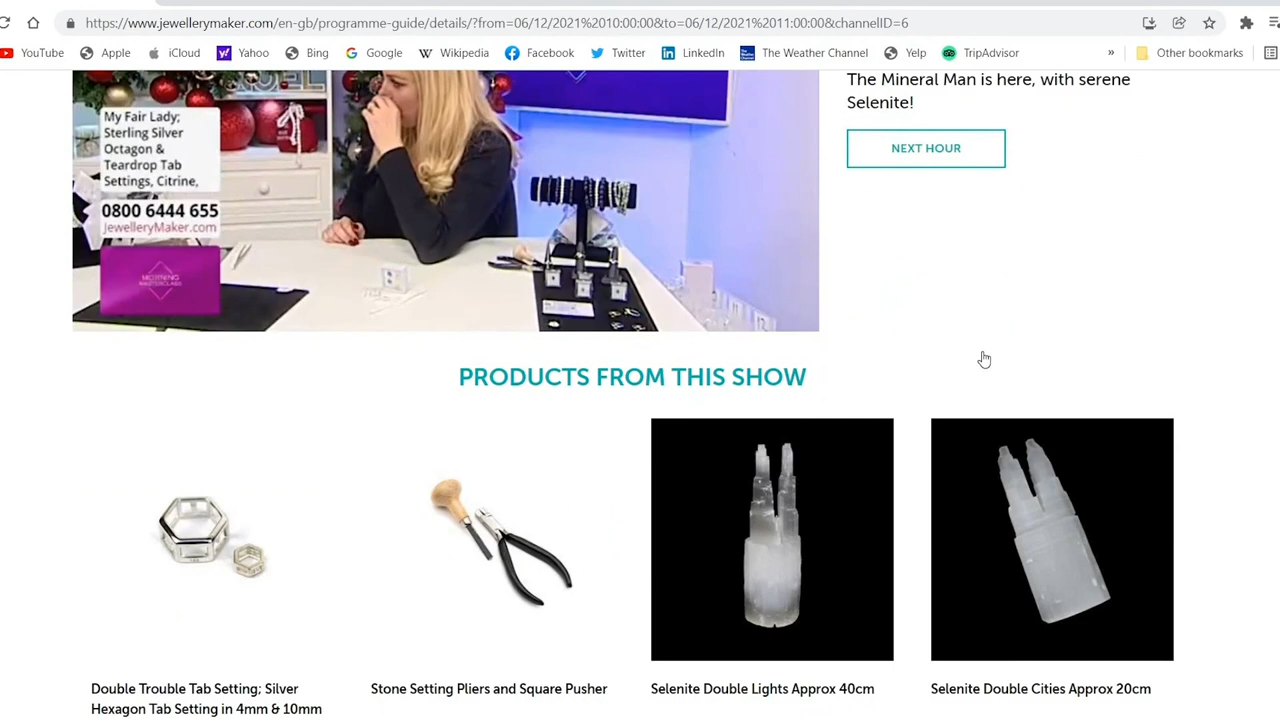 https://www.jewellerymaker.com/en-gb/programme-guide/details/?from=06/12/2021%2010:00:00&to=06/12/2021%2011:00:00&channelID=6
YouTube
Apple
iCloud
Yahoo
Bing
Google
Wikipedia
Facebook
Twitter
LinkedIn
The Weather Channel
Yelp
TripAdvisor
»
Other bookmarks
The Mineral Man is here, with serene
Selenite!
NEXT HOUR
My Fair Lady;
Sterling Silver
Octagon &
Teardrop Tab
Settings, Citrine,
0800 6444 655
JewelleryMaker.com
MORNING
MASTERCLASS
PRODUCTS FROM THIS SHOW
Double Trouble Tab Setting; Silver
Hexagon Tab Setting in 4mm & 10mm
Stone Setting Pliers and Square Pusher
Selenite Double Lights Approx 40cm
Selenite Double Cities Approx 20cm